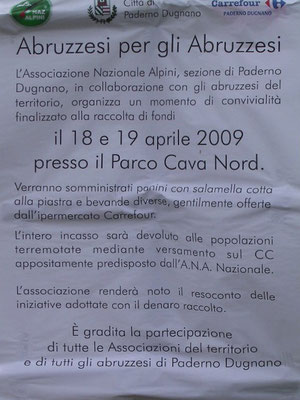 Città di
Paderno Dugnano
Carrefour
PADERNO DUGNANO
ALPINI
Abruzzesi per gli Abruzzesi
L'Associazione Nazionale Alpini, sezione di Paderno
Dugnano, in collaborazione con gli abruzzesi del
territorio, organizza un momento di convivialità
finalizzato alla raccolta di fondi
il 18 e 19 aprile 2009
presso il Parco Cava Nord.
Verranno somministrati panini con salamella cotta
alla piastra e bevande diverse, gentilmente offerte
dall'ipermercato Carrefour.
L'intero incasso sarà devoluto alle popolazioni
terremotate mediante versamento sul CC
appositamente predisposto dall'A.N.A. Nazionale.
L'associazione renderà noto il resoconto delle
iniziative adottate con il denaro raccolto.
È gradita la partecipazione
di tutte le Associazioni del territorio
e di tutti gli abruzzesi di Paderno Dugnano